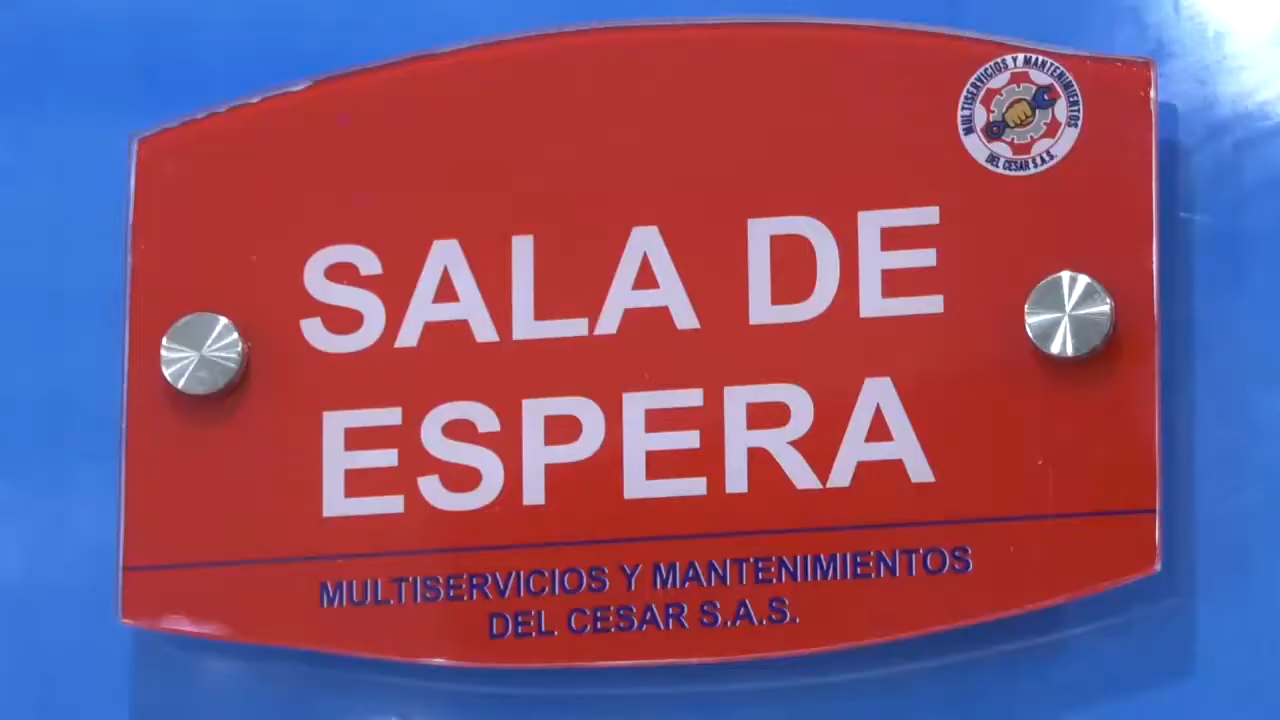 MULTISERVICIOS Y MANTENIMIENTOS
DEL CESAR S.A.S.
SALA DE
ESPERA
MULTISERVICIOS Y MANTENIMIENTOS
DEL CESAR S.A.S.